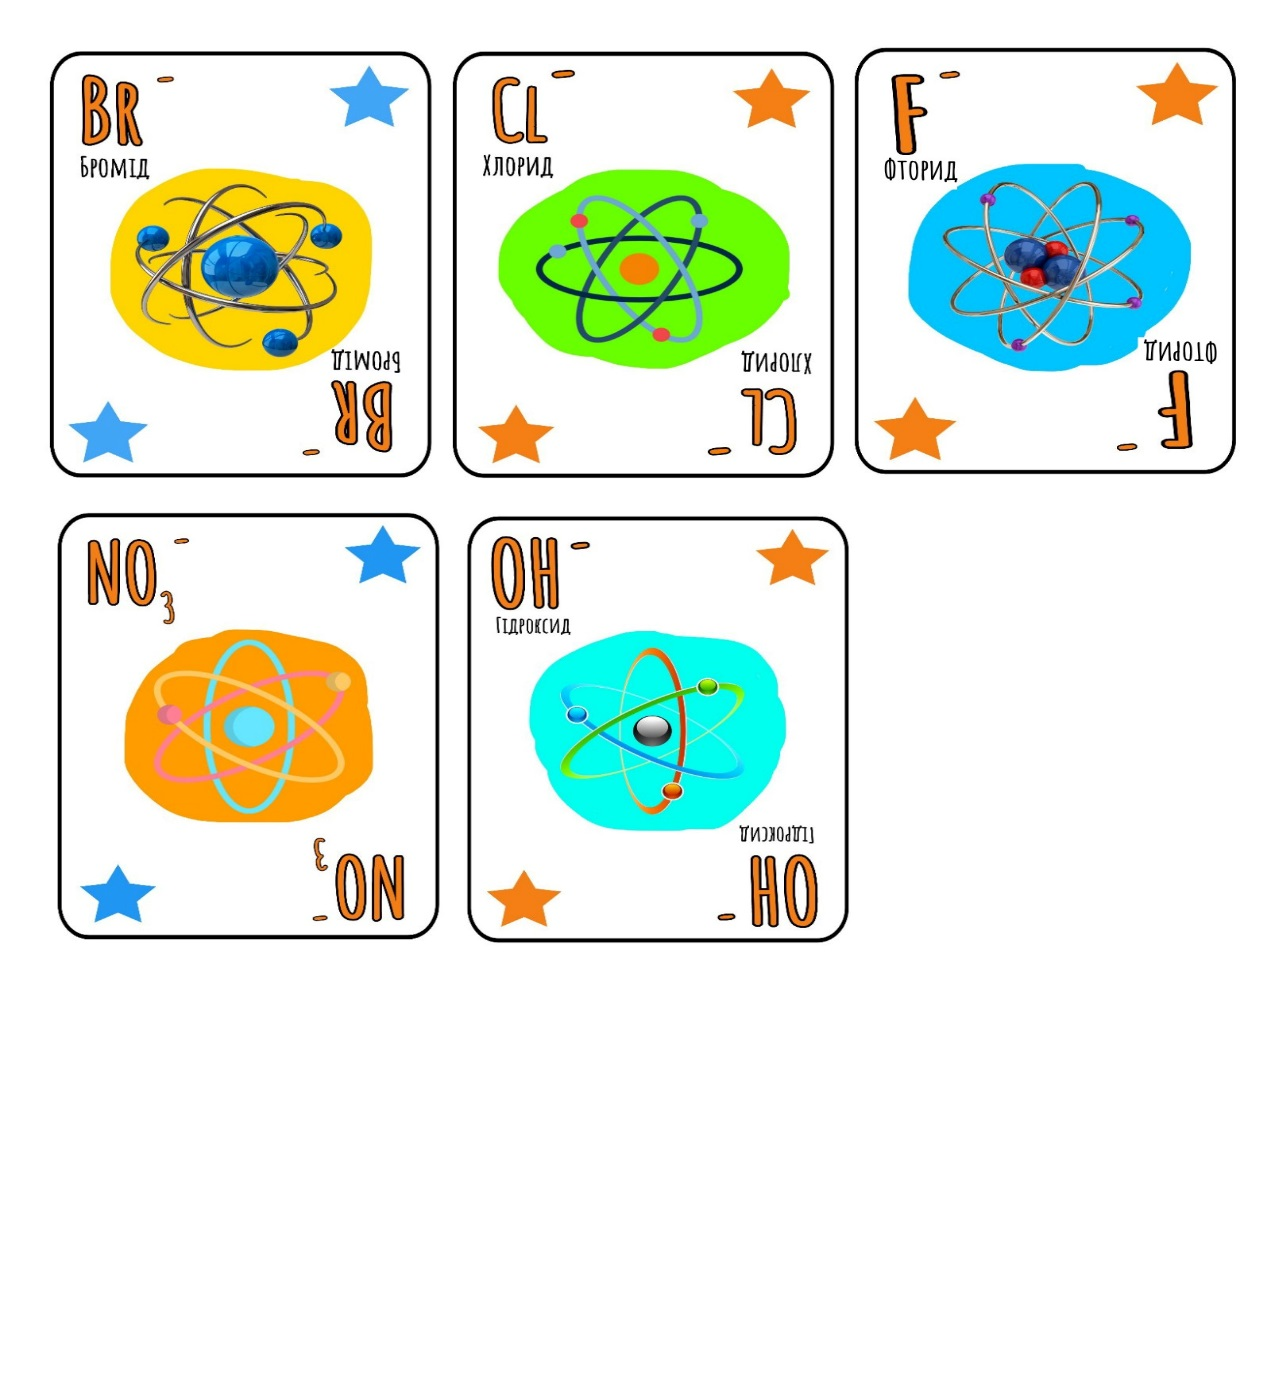 BR⁻
Бромід
Бромід
BR⁻
CL⁻
Хлорид
Хлорид
CL⁻
F⁻
Фторид
Фторид
F⁻
NO₃⁻
NO₃⁻
OH⁻
Гідроксид
Гідроксид
OH⁻